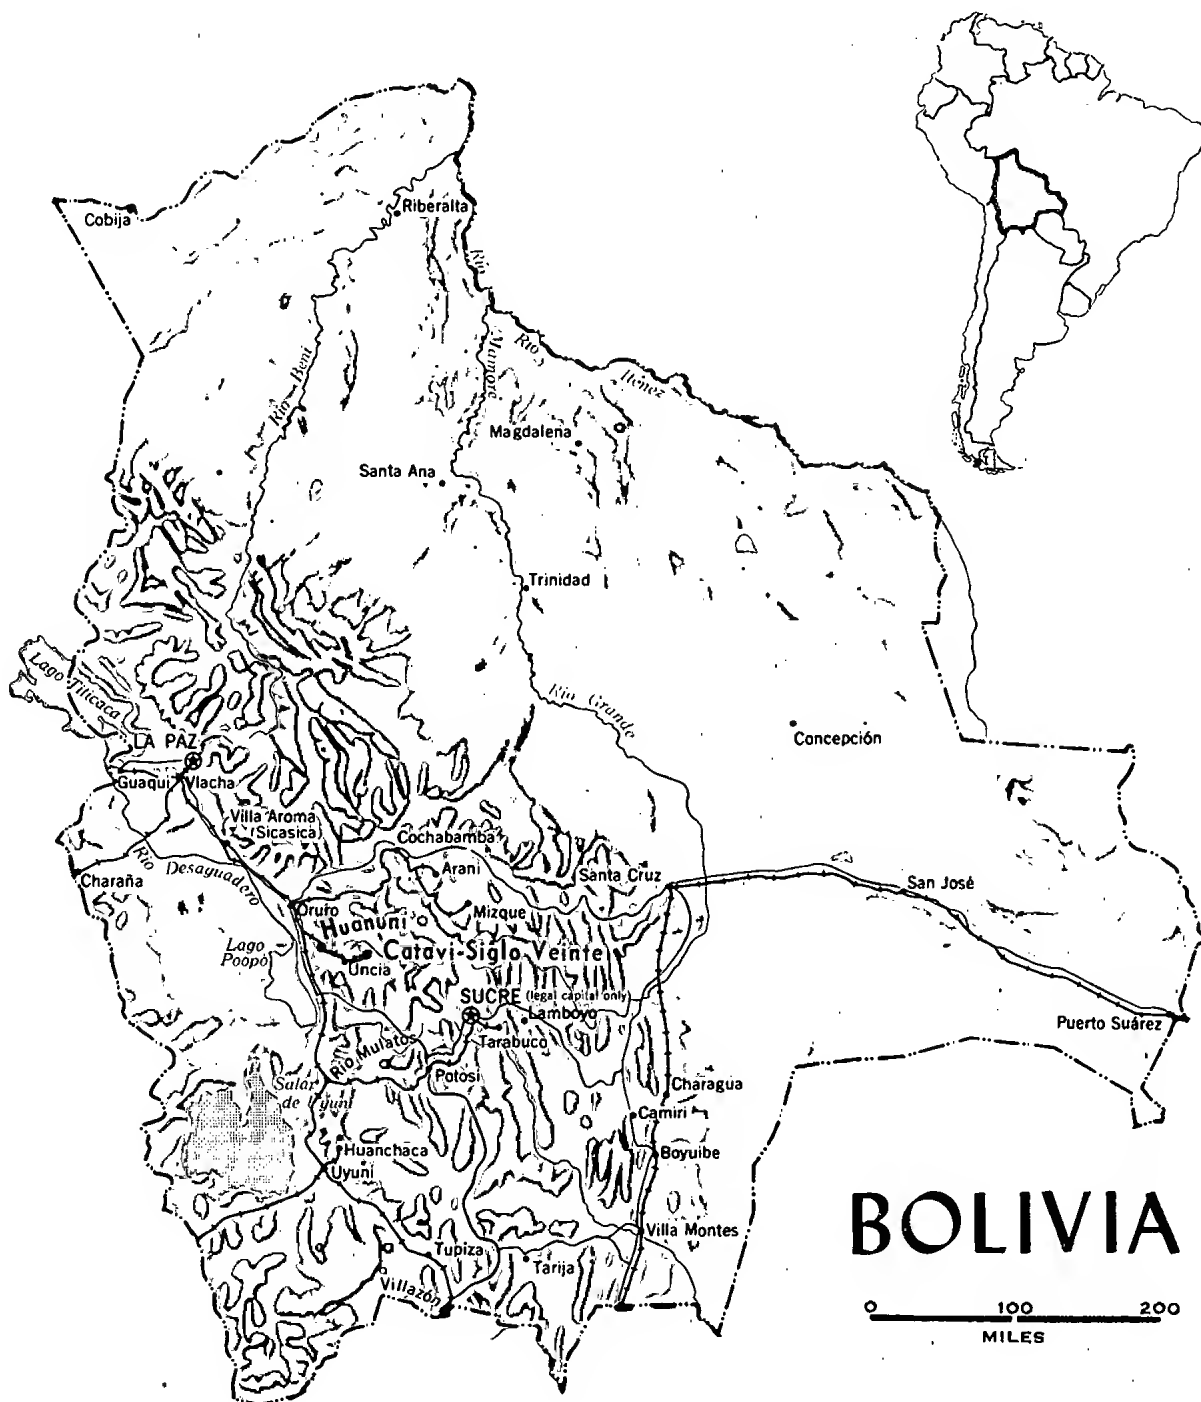 Cobija
Riberalta
Río
Mamoré
Río
Iténez
Río Beni
Magdalena
Santa Ana
Trinidad
Lago Titicaca
Río Grande
Concepción
LA PAZ
Guaqui
Viacha
Villa Aroma
(Sicasica)
Cochabamba
Río Desaguadero
Charaña
Arani
Santa Cruz
San José
Oruro
Mizque
Huanuni
Lago
Poopó
Catavi-Siglo Veinte
Uncia
SUCRE (legal capital only)
Lamboyo
Puerto Suárez
Tarabuco
Río Mulatos
Potosí
Salar
de Uyuni
Charagua
Camiri
Huanchaca
Boyuibe
Uyuni
Villa Montes
Tupiza
Tarija
Villazón
BOLIVIA
0 100 200
MILES